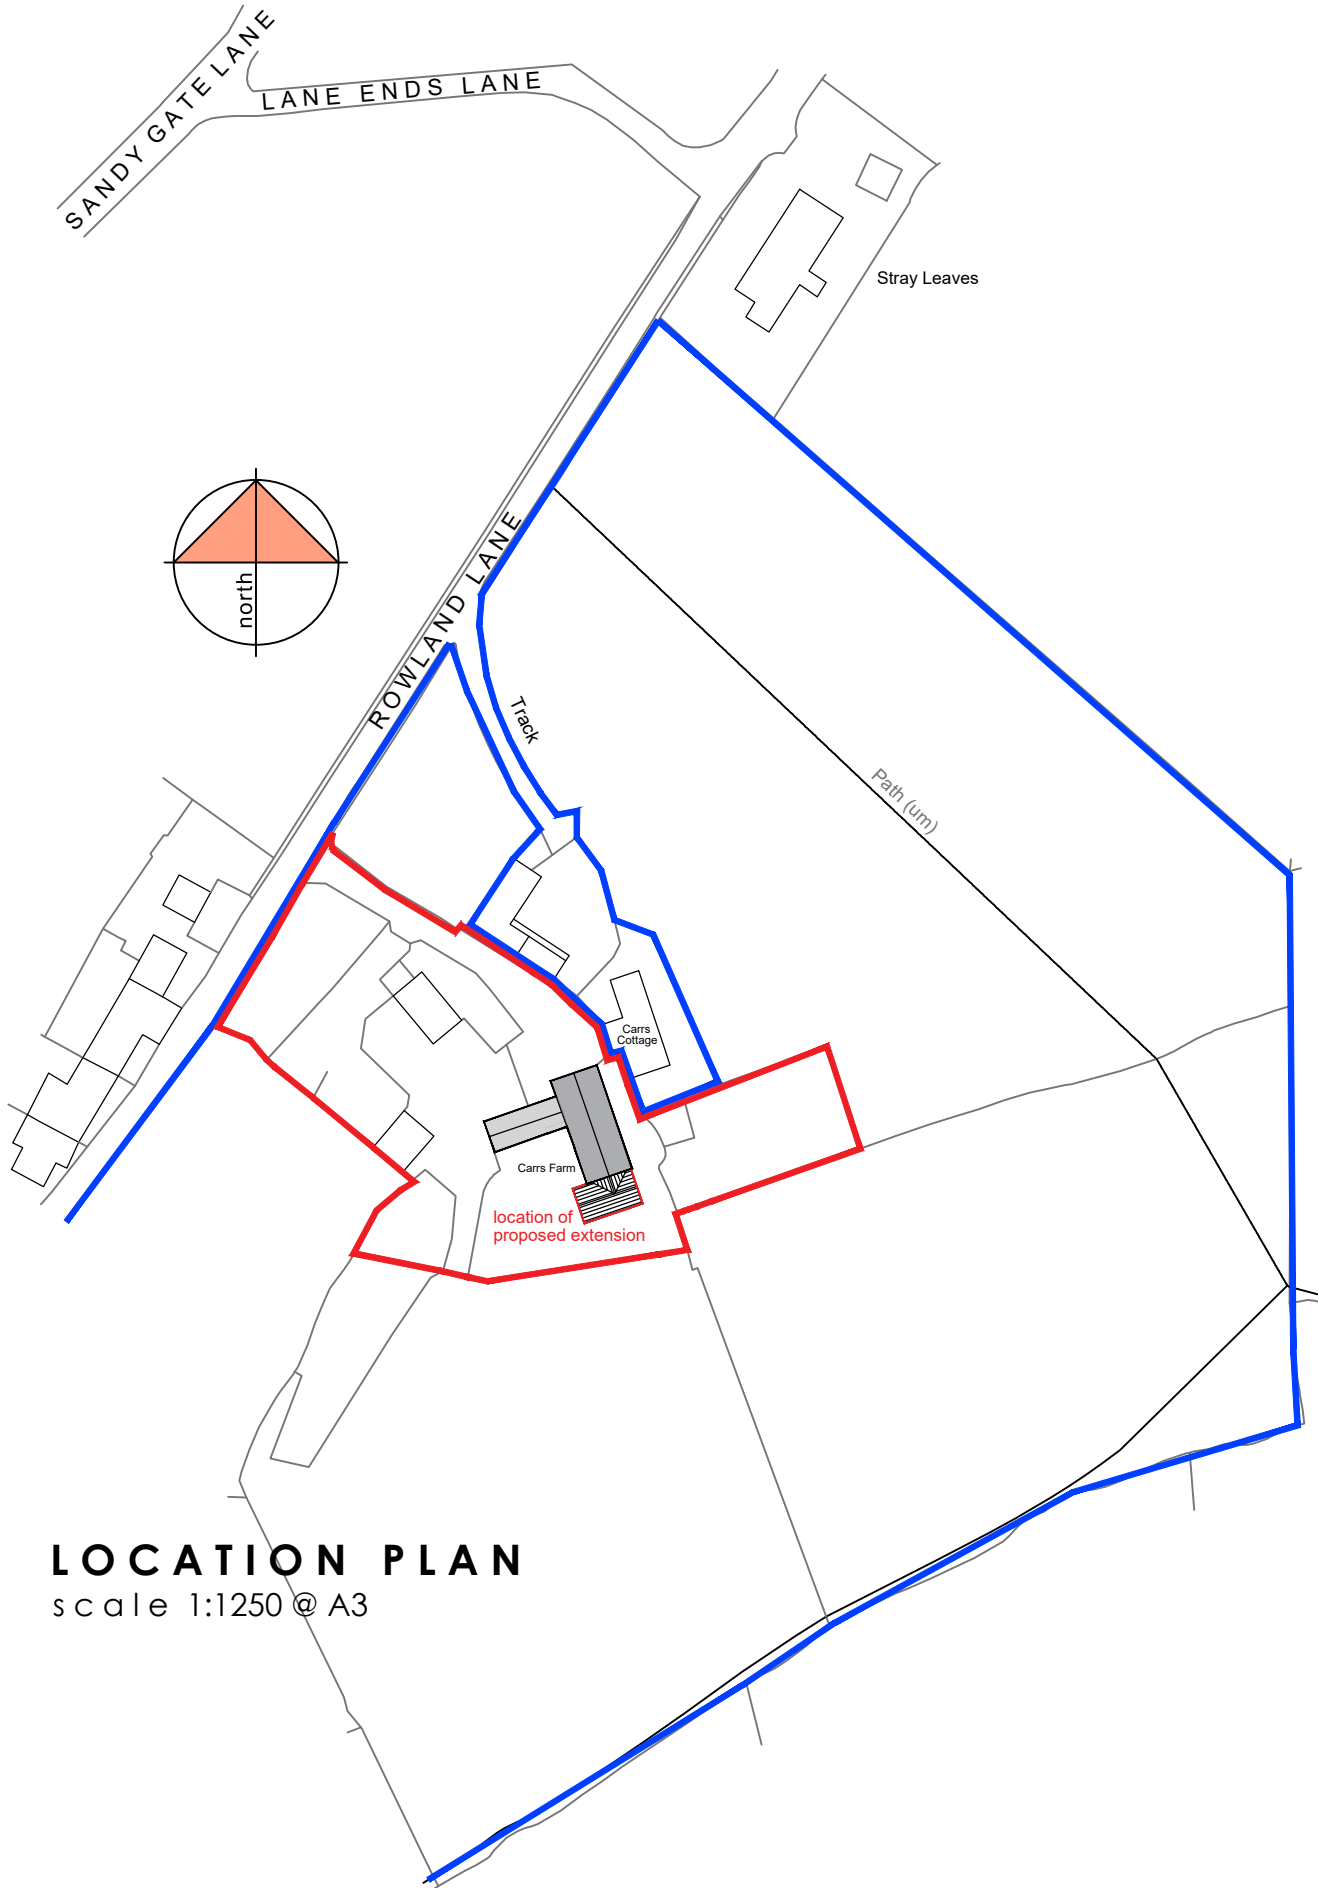 SANDY GATE LANE
LANE ENDS LANE
Stray Leaves
north
ROWLAND LANE
Track
Path (um)
Carrs
Cottage
Carrs Farm
location of
proposed extension
LOCATION PLAN
scale 1:1250 @ A3